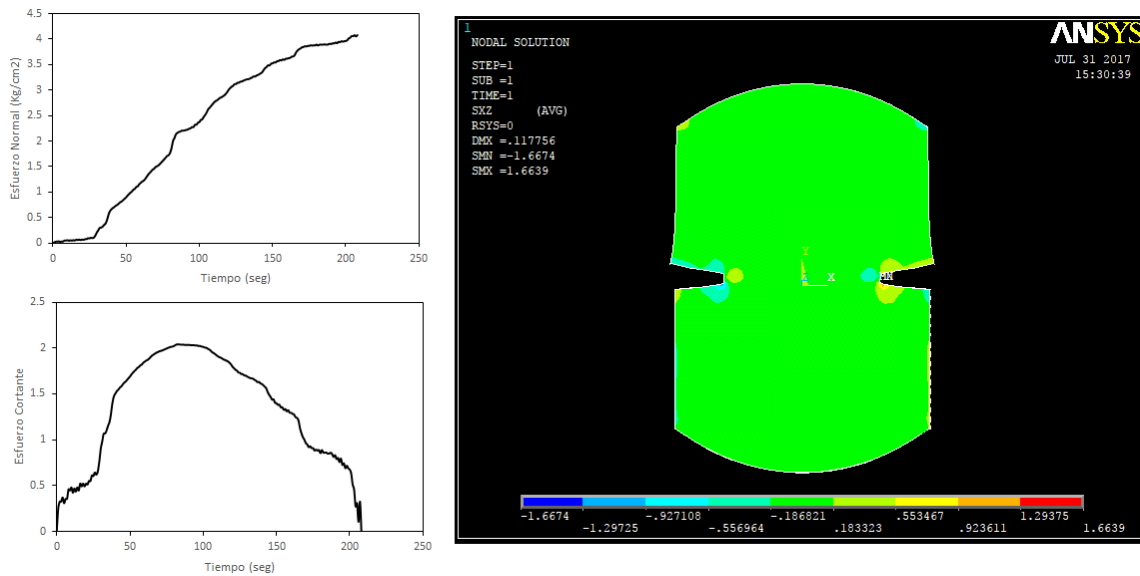 4.5
4
3.5
3
2.5
2
1.5
1
0.5
0
Esfuerzo Normal (Kg/cm2)
0 50 100 150 200 250
Tiempo (seg)
2.5
2
1.5
1
0.5
0
Esfuerzo Cortante
0 50 100 150 200 250
Tiempo (seg)
1
NODAL SOLUTION
STEP=1
SUB =1
TIME=1
SXZ (AVG)
RSYS=0
DMX =.117756
SMN =-1.6674
SMX =1.6639
ANSYS
JUL 31 2017
15:30:39
Y
X
MN
-1.6674 -.927108 -.186821 .553467 1.29375
-1.29725 -.556964 .183323 .923611 1.6639